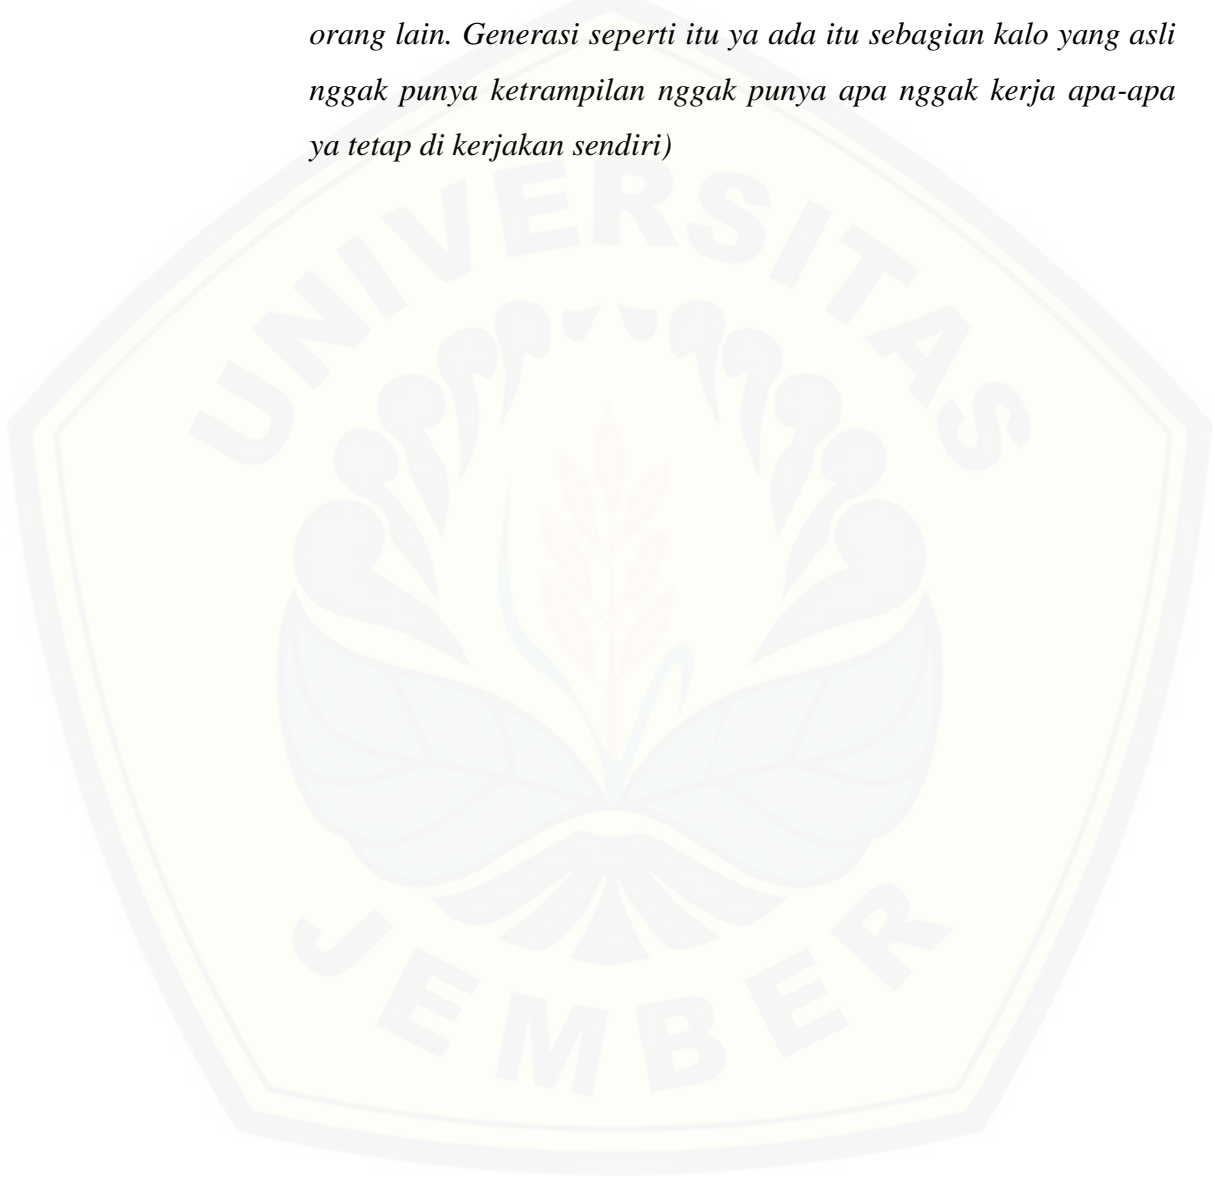 orang lain. Generasi seperti itu ya ada itu sebagian kalo yang asli
nggak punya ketrampilan nggak punya apa nggak kerja apa-apa
ya tetap di kerjakan sendiri)
UNIVERSITAS
JEMBER